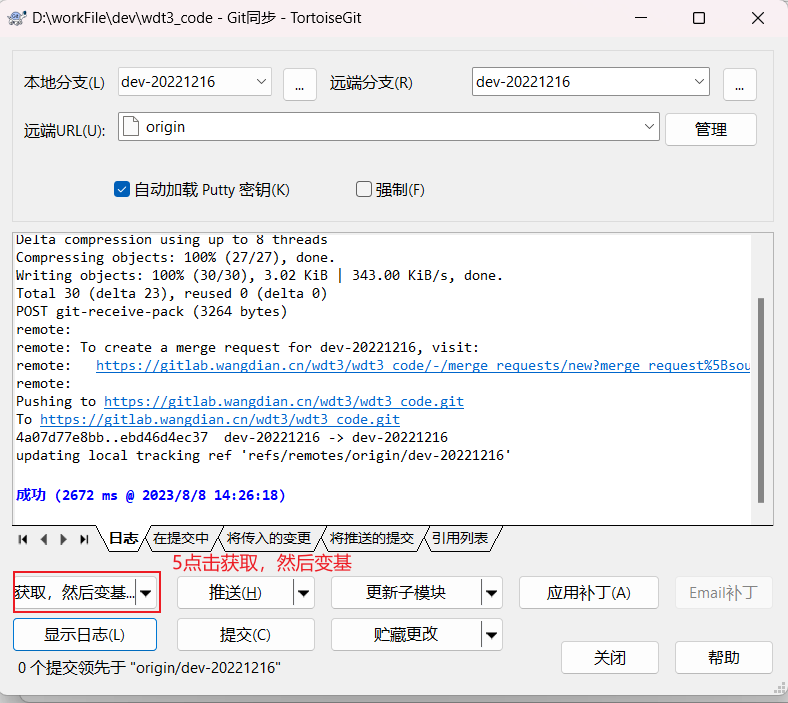 D:\workFile\dev\wdt3_code - Git同步 - TortoiseGit
本地分支(L) dev-20221216 ... 远端分支(R) dev-20221216 ...
远端URL(U): origin 管理
自动加载 Putty 密钥(K) 强制(F)
Delta compression using up to 8 threads
Compressing objects: 100% (27/27), done.
Writing objects: 100% (30/30), 3.02 KiB | 343.00 KiB/s, done.
Total 30 (delta 23), reused 0 (delta 0)
POST git-receive-pack (3264 bytes)
remote:
remote: To create a merge request for dev-20221216, visit:
remote:   https://gitlab.wangdian.cn/wdt3/wdt3_code/-/merge_requests/new?merge_request%5Bsou
remote:
Pushing to https://gitlab.wangdian.cn/wdt3/wdt3_code.git
To https://gitlab.wangdian.cn/wdt3/wdt3_code.git
4a07d77e8bb..ebd46d4ec37  dev-20221216 -> dev-20221216
updating local tracking ref 'refs/remotes/origin/dev-20221216'
成功 (2672 ms @ 2023/8/8 14:26:18)
日志 在提交中 将传入的变更 将推送的提交 引用列表
5点击获取，然后变基
获取，然后变基... 推送(H) 更新子模块 应用补丁(A) Email补丁
显示日志(L) 提交(C) 贮藏更改
0 个提交领先于 "origin/dev-20221216" 关闭 帮助